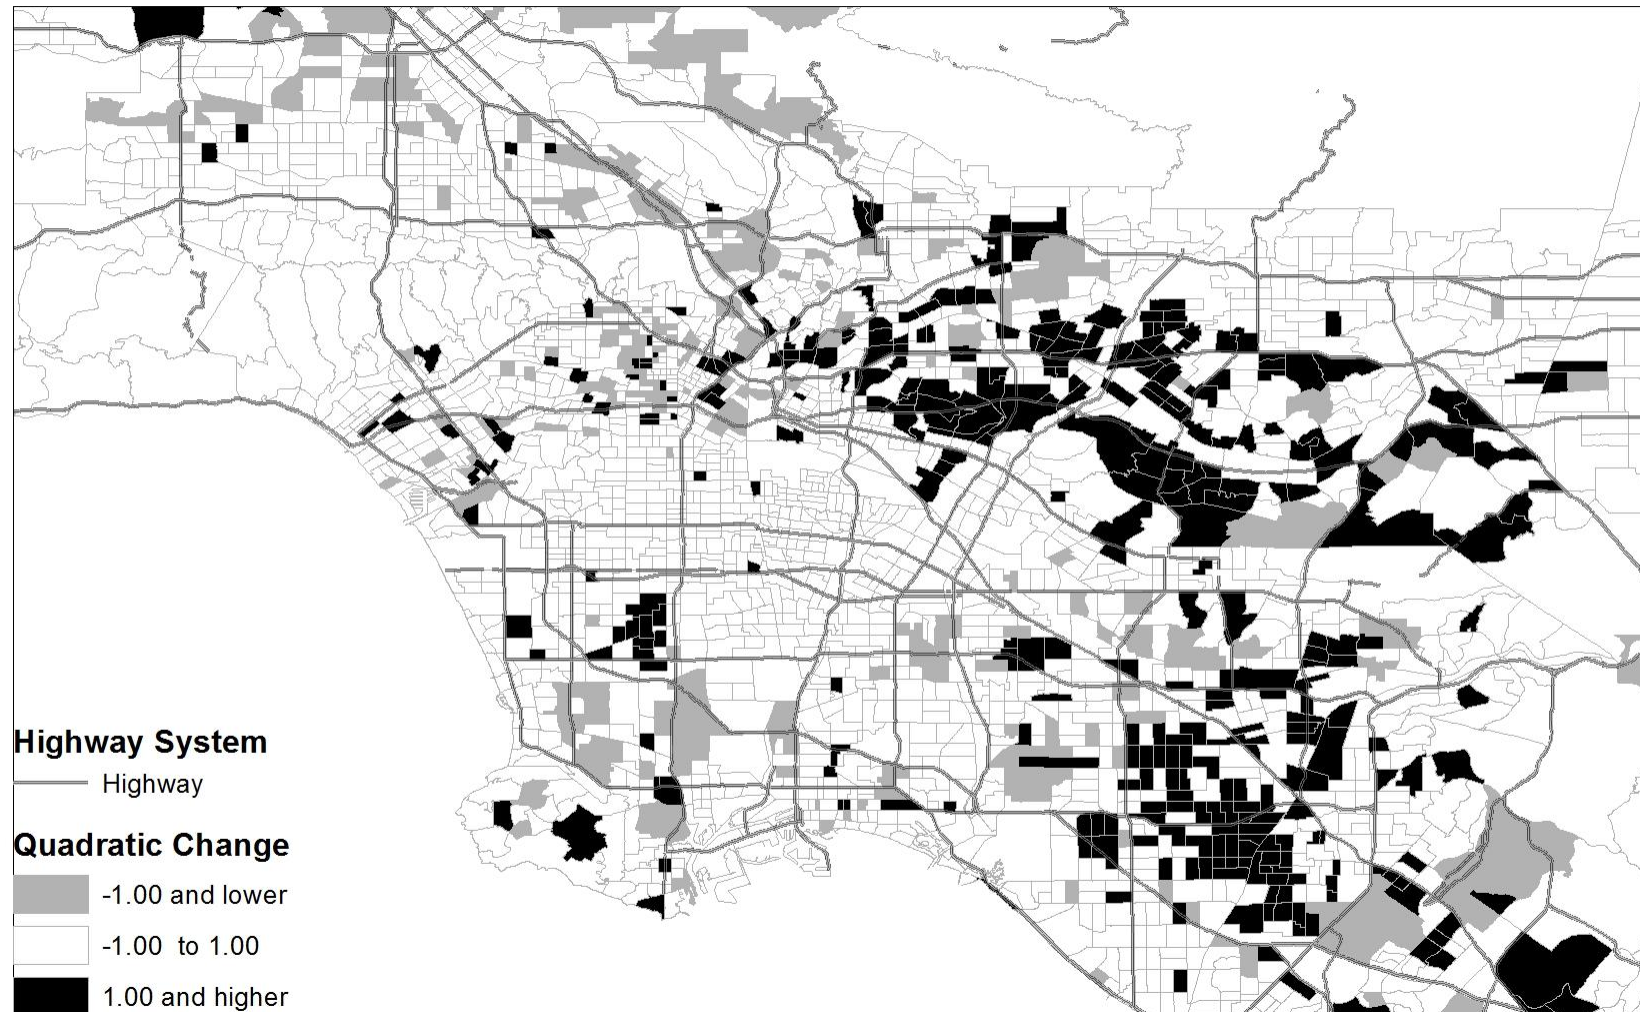 Highway System
Highway
Quadratic Change
-1.00 and lower
-1.00 to 1.00
1.00 and higher